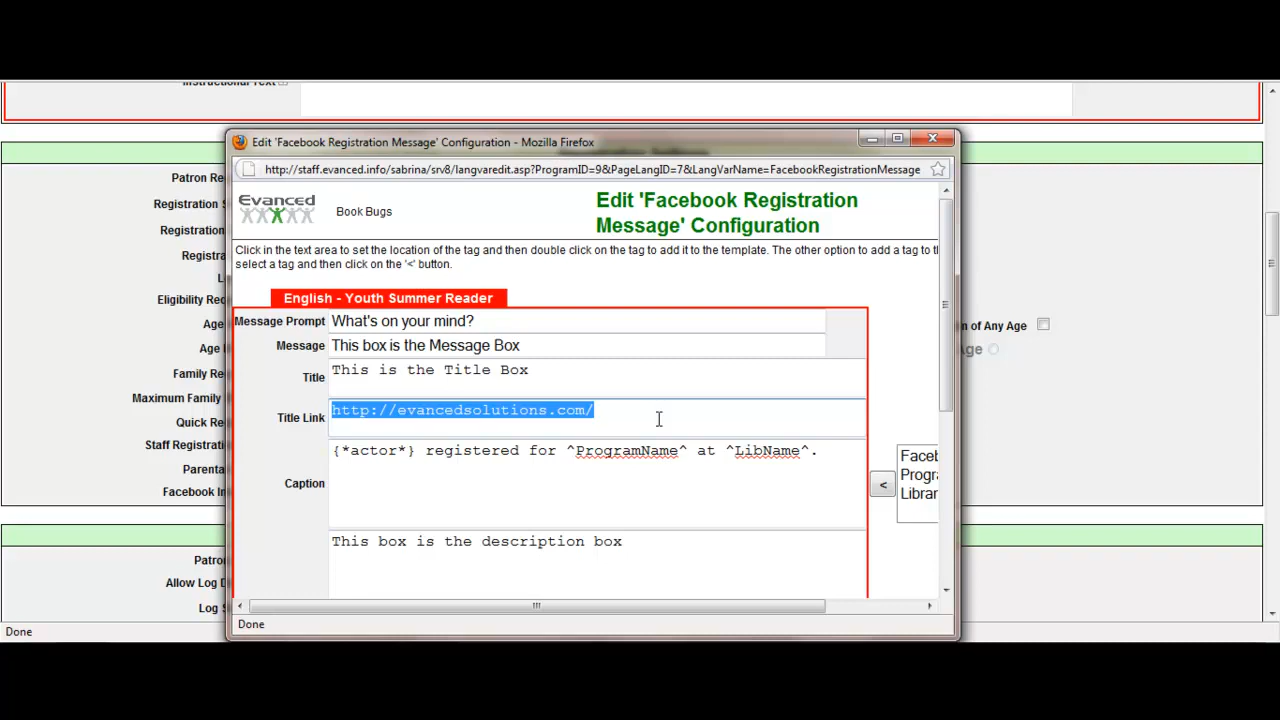 Instructional Text
Edit 'Facebook Registration Message' Configuration - Mozilla Firefox
http://staff.evanced.info/sabrina/srv8/langvaredit.asp?ProgramID=9&PageLangID=7&LangVarName=FacebookRegistrationMessage
Patron Re
Registration S
Registration
Registra
L
Eligibility Req
Age
Age
Family Re
Maximum Family
Quick Re
Staff Registrati
Parenta
Facebook In
Evanced
Book Bugs
Edit 'Facebook Registration
Message' Configuration
Click in the text area to set the location of the tag and then double click on the tag to add it to the template. The other option to add a tag to th
select a tag and then click on the '<' button.
English - Youth Summer Reader
Message Prompt What's on your mind?
Message This box is the Message Box
Title This is the Title Box
Title Link http://evancedsolutions.com/
Caption {*actor*} registered for ^ProgramName^ at ^LibName^.
This box is the description box
<
Faceb
Progr
Librar
n of Any Age
Age
Patro
Allow Log D
Log S
Done
Done